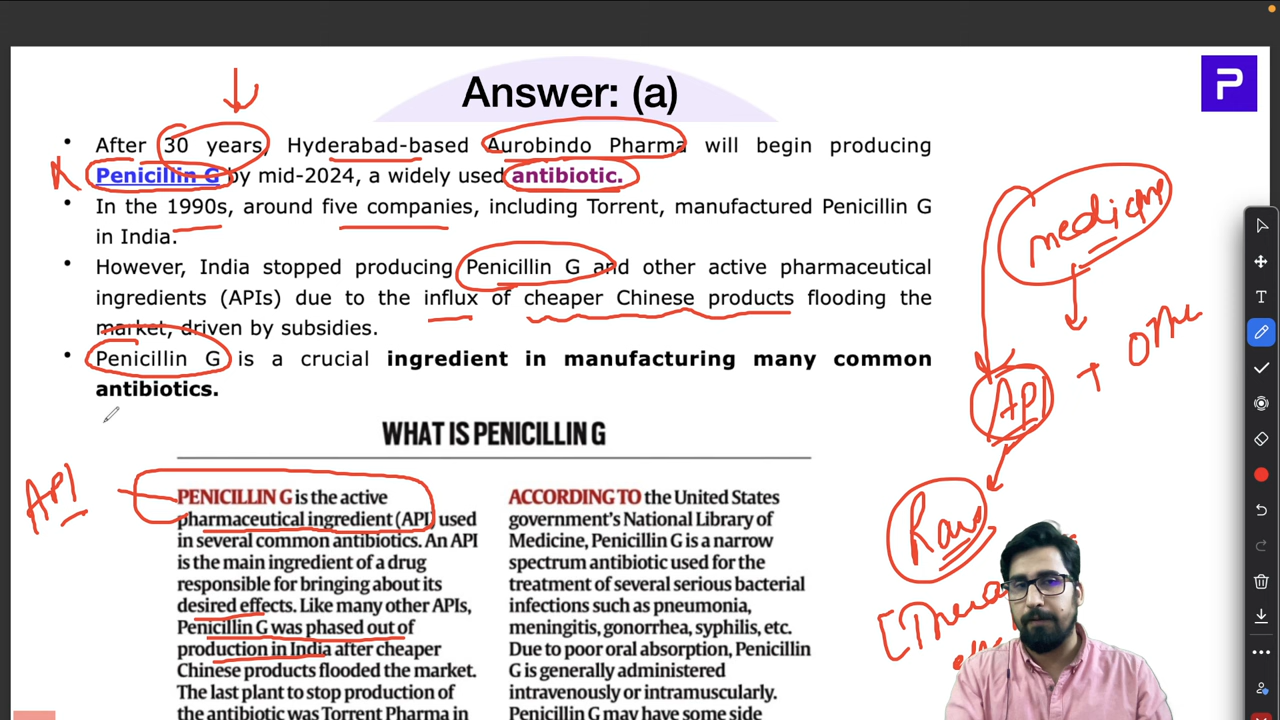 Answer: (a)
P
• After 30 years, Hyderabad-based Aurobindo Pharma will begin producing
Penicillin G by mid-2024, a widely used antibiotic.
• In the 1990s, around five companies, including Torrent, manufactured Penicillin G
in India.
• However, India stopped producing Penicillin G and other active pharmaceutical
ingredients (APIs) due to the influx of cheaper Chinese products flooding the
market, driven by subsidies.
• Penicillin G is a crucial ingredient in manufacturing many common
antibiotics.
WHAT IS PENICILLIN G
PENICILLIN G is the active
pharmaceutical ingredient (API) used
in several common antibiotics. An API
is the main ingredient of a drug
responsible for bringing about its
desired effects. Like many other APIs,
Penicillin G was phased out of
production in India after cheaper
Chinese products flooded the market.
The last plant to stop production of
the antibiotic was Torrent Pharma in
ACCORDING TO the United States
government's National Library of
Medicine, Penicillin G is a narrow
spectrum antibiotic used for the
treatment of several serious bacterial
infections such as pneumonia,
meningitis, gonorrhea, syphilis, etc.
Due to poor oral absorption, Penicillin
G is generally administered
intravenously or intramuscularly.
Penicillin G may have some side
API
medicine
API + Othe
Raw
T